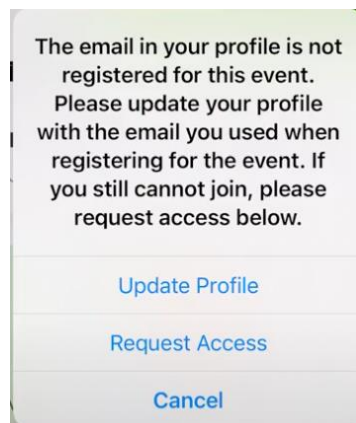 The email in your profile is not
registered for this event.
Please update your profile
with the email you used when
registering for the event. If
you still cannot join, please
request access below.
Update Profile
Request Access
Cancel